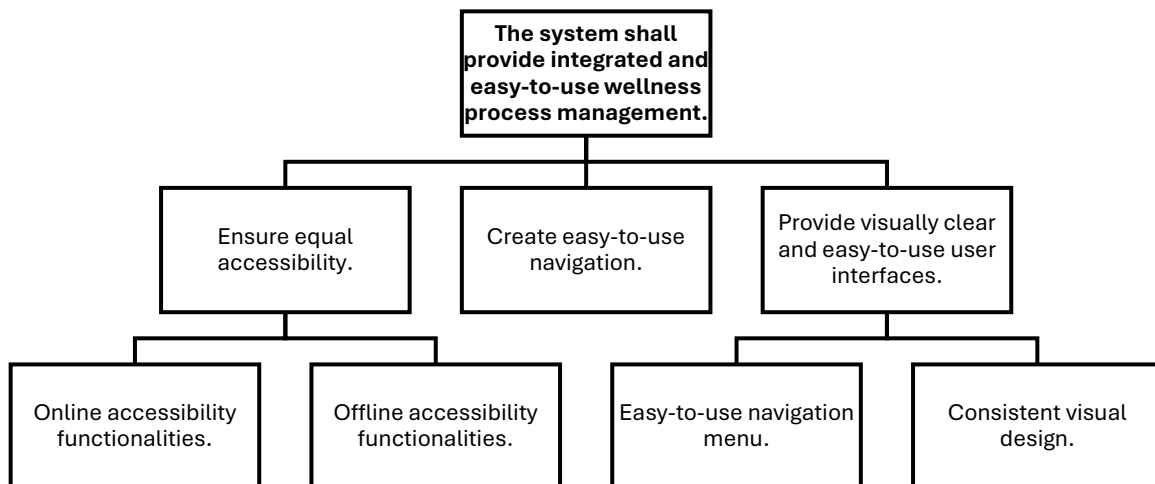 The system shall
provide integrated and
easy-to-use wellness
process management.
Ensure equal
accessibility.
Create easy-to-use
navigation.
Provide visually clear
and easy-to-use user
interfaces.
Online accessibility
functionalities.
Offline accessibility
functionalities.
Easy-to-use navigation
menu.
Consistent visual
design.